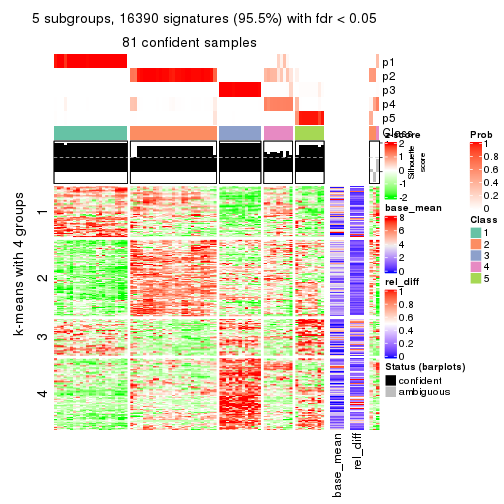 5 subgroups, 16390 signatures (95.5%) with fdr < 0.05
81 confident samples
p1
p2
p3
p4
p5
Class
Silhouette
score
k-means with 4 groups
1
2
3
4
base_mean
rel_diff
z-score
2
1
0
-1
-2
base_mean
8
6
4
2
0
rel_diff
1
0.8
0.6
0.4
0.2
0
Status (barplots)
confident
ambiguous
Prob
1
0.8
0.6
0.4
0.2
0
Class
1
2
3
4
5